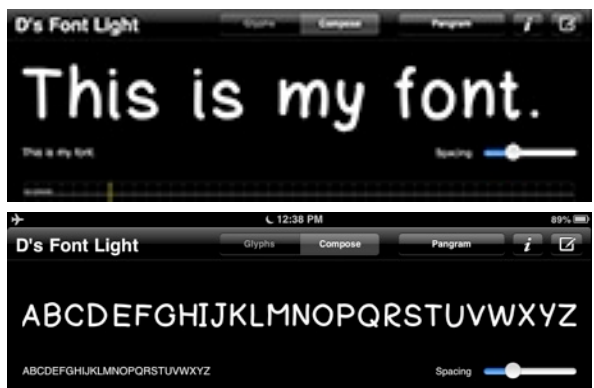 D's Font Light Glyphs Compose Pangram i
This is my font.
This is my font. Spacing
12:38 PM 89%
D's Font Light Glyphs Compose Pangram i
ABCDEFGHIJKLMNOPQRSTUVWXYZ
ABCDEFGHIJKLMNOPQRSTUVWXYZ Spacing